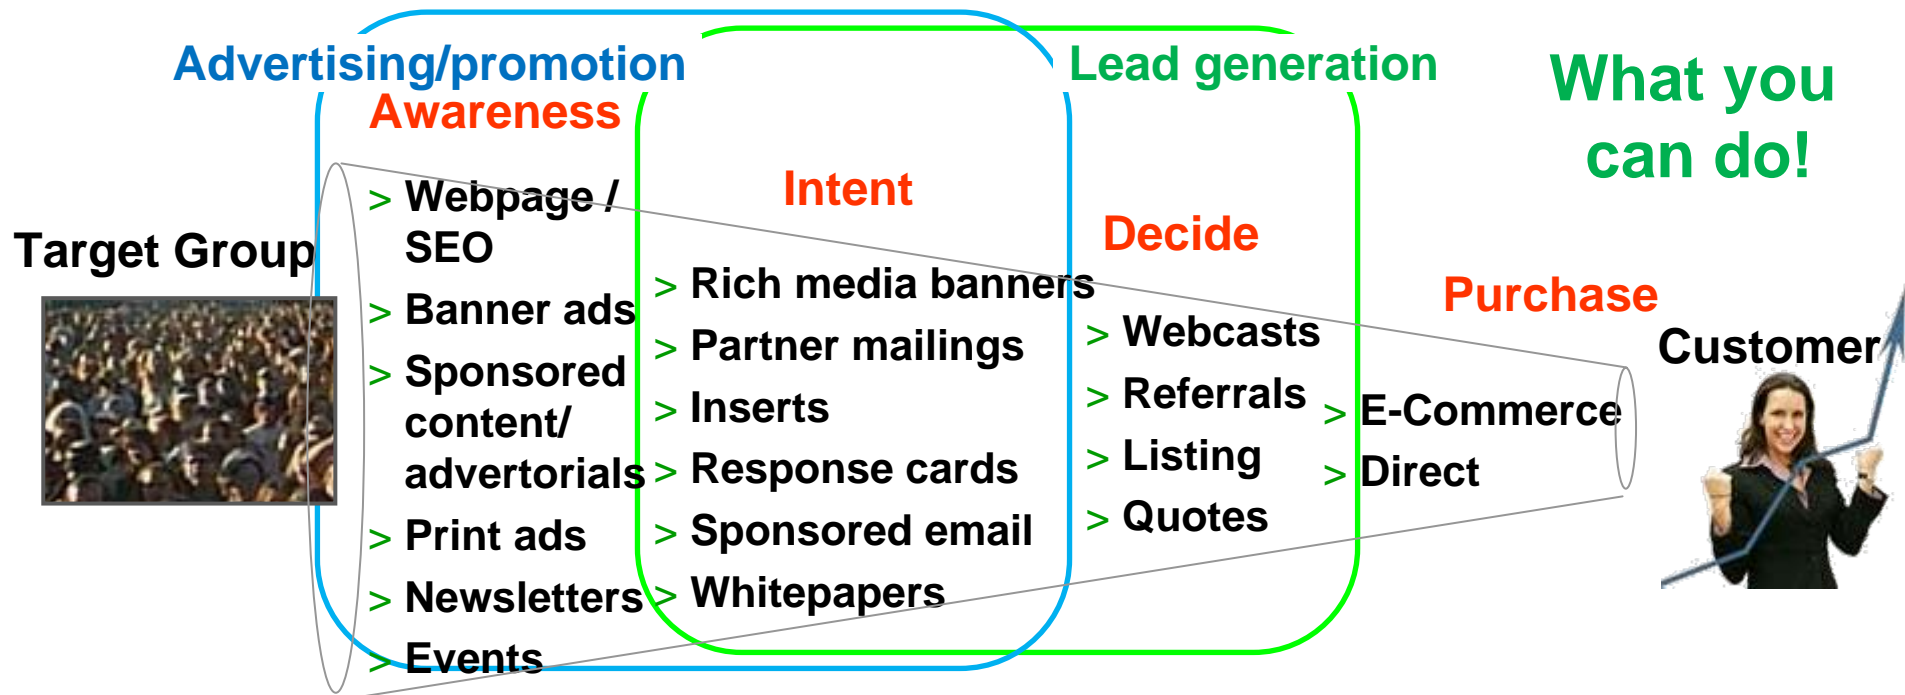 Advertising/promotion
Lead generation
What you
can do!
Awareness
Target Group
> Webpage /
SEO
> Banner ads
> Sponsored
content/
advertorials
> Print ads
> Newsletters
> Events
Intent
> Rich media banners
> Partner mailings
> Inserts
> Response cards
> Sponsored email
> Whitepapers
Decide
> Webcasts
> Referrals
> Listing
> Quotes
Purchase
> E-Commerce
> Direct
Customer